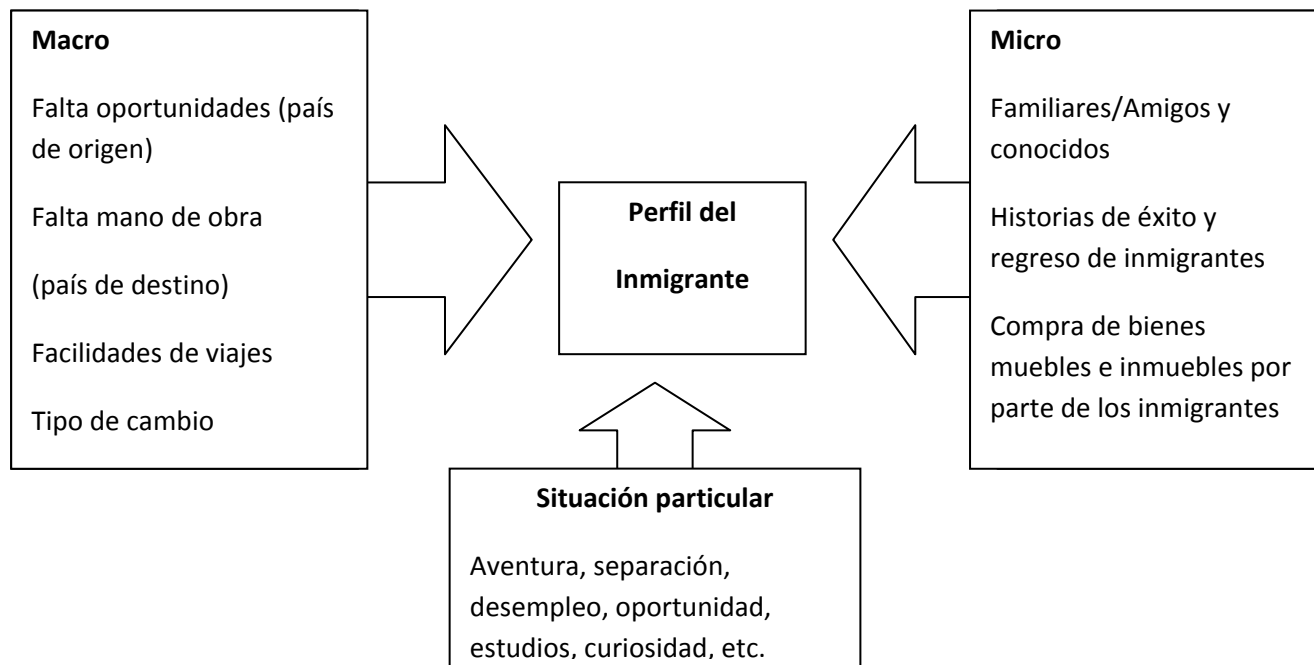 Macro
Falta oportunidades (país
de origen)
Falta mano de obra
(país de destino)
Facilidades de viajes
Tipo de cambio
Perfil del
Inmigrante
Micro
Familiares/Amigos y
conocidos
Historias de éxito y
regreso de inmigrantes
Compra de bienes
muebles e inmuebles por
parte de los inmigrantes
Situación particular
Aventura, separación,
desempleo, oportunidad,
estudios, curiosidad, etc.